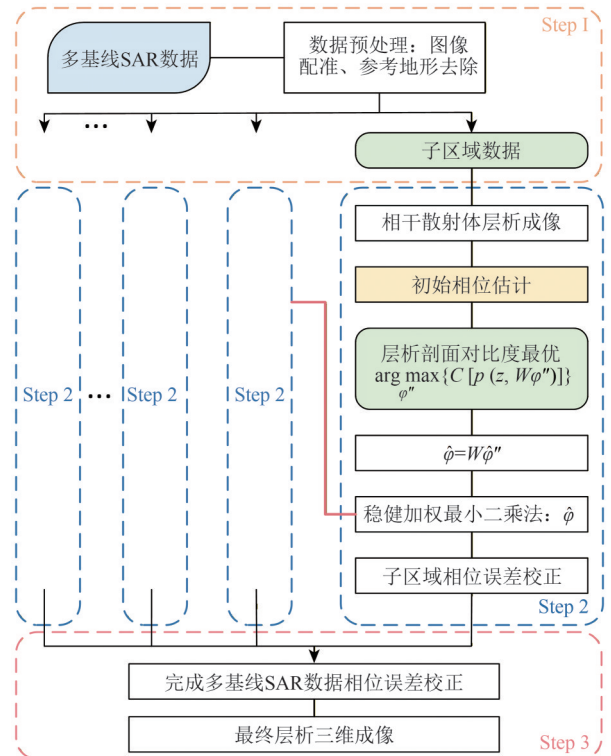 Step I
多基线SAR数据
数据预处理：图像
配准、参考地形去除
...
子区域数据
相干散射体层析成像
初始相位估计
层析剖面对比度最优
arg max{C [p (z, Wφ″)]}
φ″
Step 2
...
Step 2
Step 2
φ̂=Wφ̂″
稳健加权最小二乘法：φ̂
子区域相位误差校正
Step 2
完成多基线SAR数据相位误差校正
最终层析三维成像
Step 3